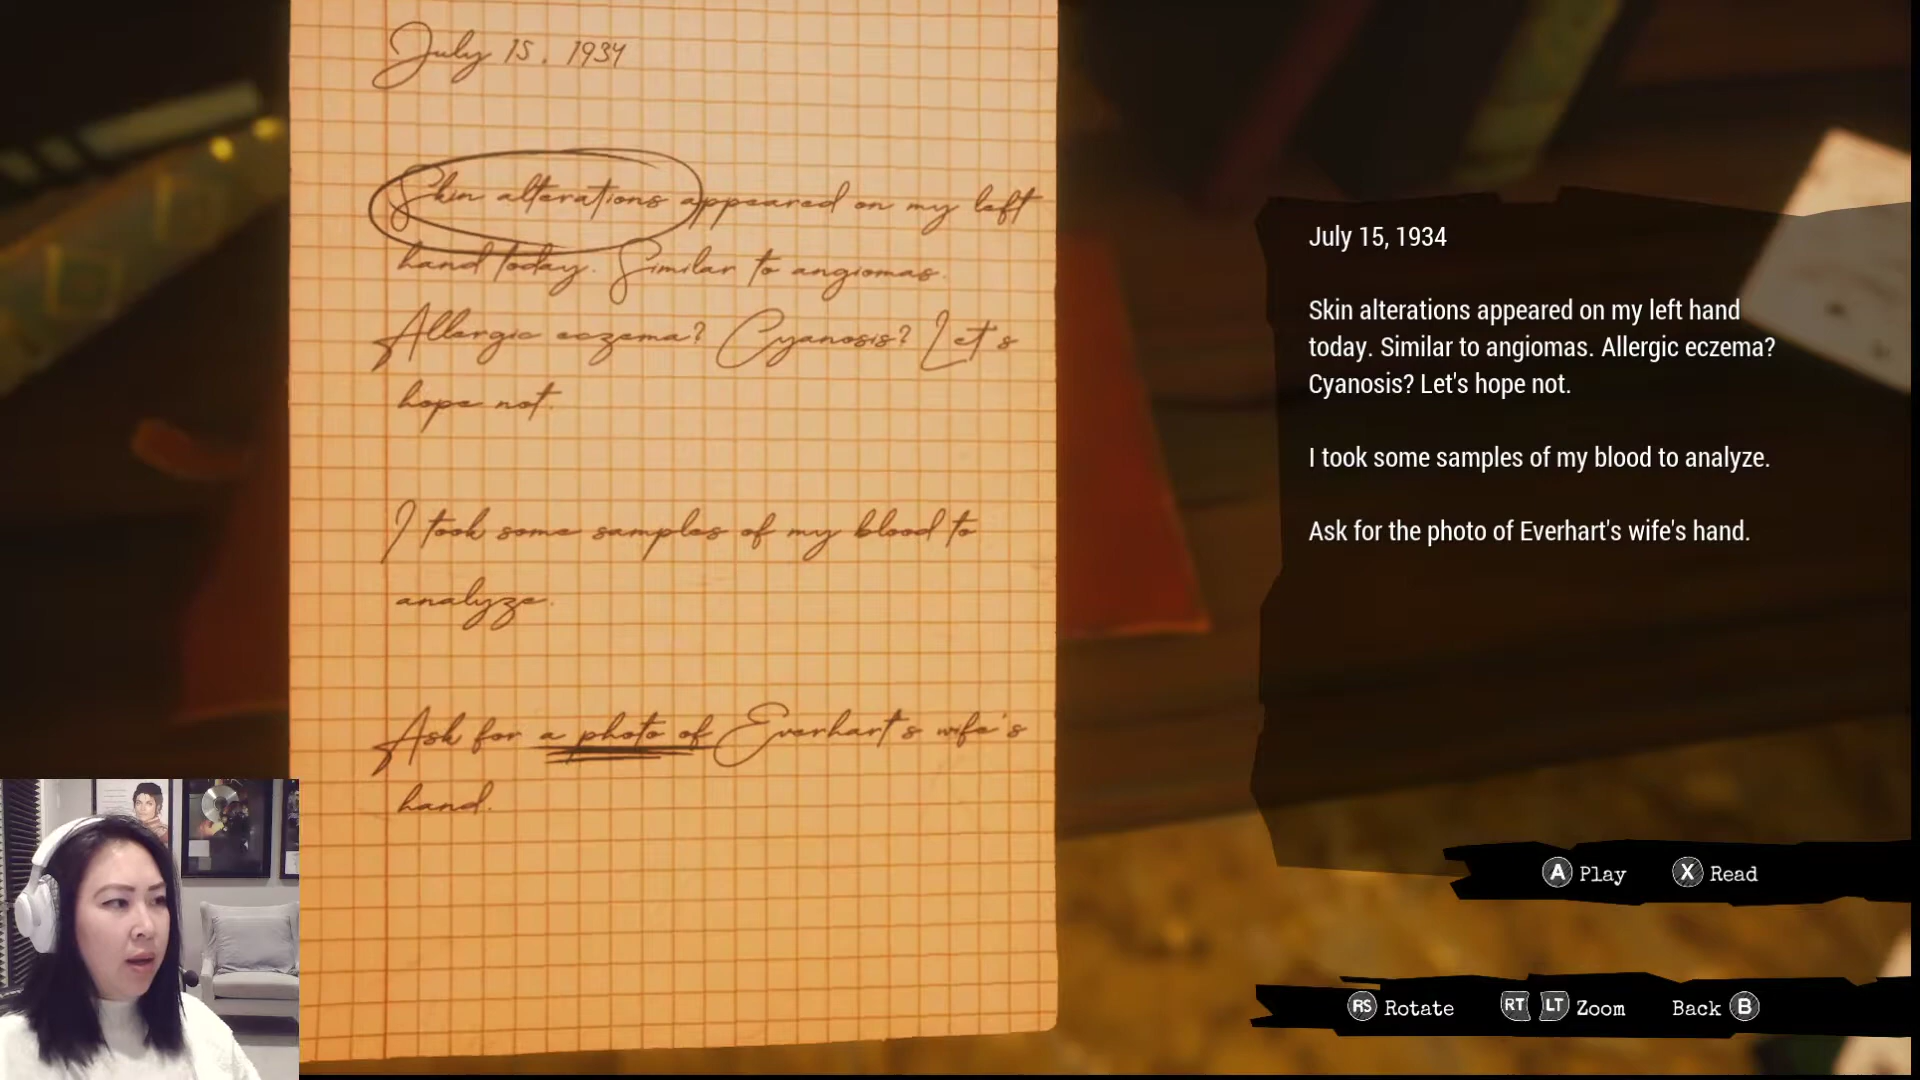 July 15, 1934
Skin alterations appeared on my left
hand today. Similar to angiomas.
Allergic eczema? Cyanosis? Let's
hope not.
I took some samples of my blood to
analyze.
Ask for a photo of Everhart's wife's
hand.
July 15, 1934
Skin alterations appeared on my left hand
today. Similar to angiomas. Allergic eczema?
Cyanosis? Let's hope not.
I took some samples of my blood to analyze.
Ask for the photo of Everhart's wife's hand.
A Play X Read
RS Rotate RT LT Zoom Back B